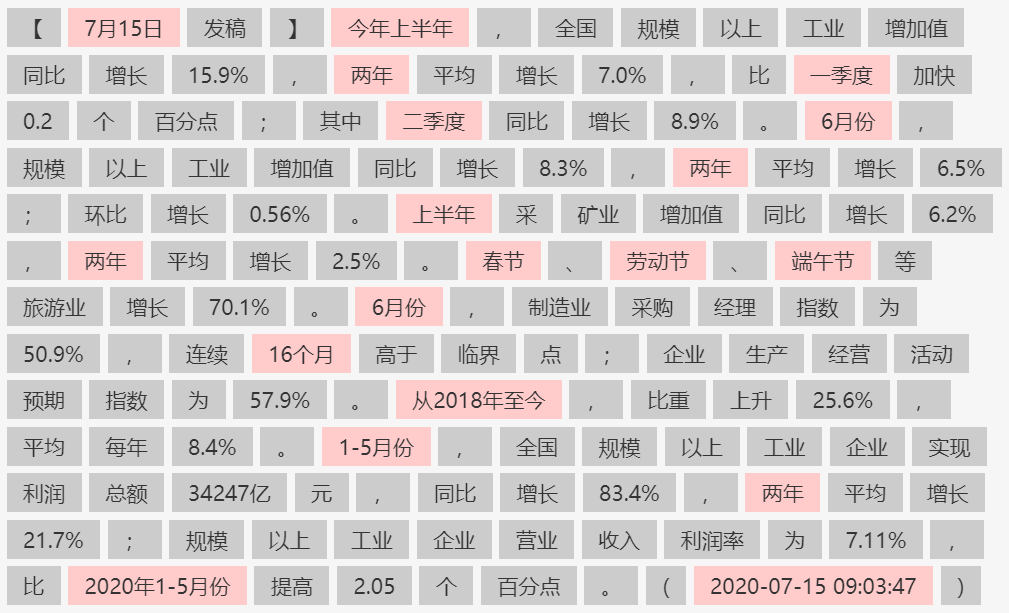 【 7月15日 发稿 】 今年上半年 , 全国 规模 以上 工业 增加值
同比 增长 15.9% , 两年 平均 增长 7.0% , 比 一季度 加快
0.2 个 百分点 ; 其中 二季度 同比 增长 8.9% 。 6月份 ,
规模 以上 工业 增加值 同比 增长 8.3% , 两年 平均 增长 6.5%
; 环比 增长 0.56% 。 上半年 采 矿业 增加值 同比 增长 6.2%
, 两年 平均 增长 2.5% 。 春节 、 劳动节 、 端午节 等
旅游业 增长 70.1% 。 6月份 , 制造业 采购 经理 指数 为
50.9% , 连续 16个月 高于 临界 点 ; 企业 生产 经营 活动
预期 指数 为 57.9% 。 从2018年至今 , 比重 上升 25.6% ,
平均 每年 8.4% 。 1-5月份 , 全国 规模 以上 工业 企业 实现
利润 总额 34247亿 元 , 同比 增长 83.4% , 两年 平均 增长
21.7% ; 规模 以上 工业 企业 营业 收入 利润率 为 7.11% ,
比 2020年1-5月份 提高 2.05 个 百分点 。 ( 2020-07-15 09:03:47 )